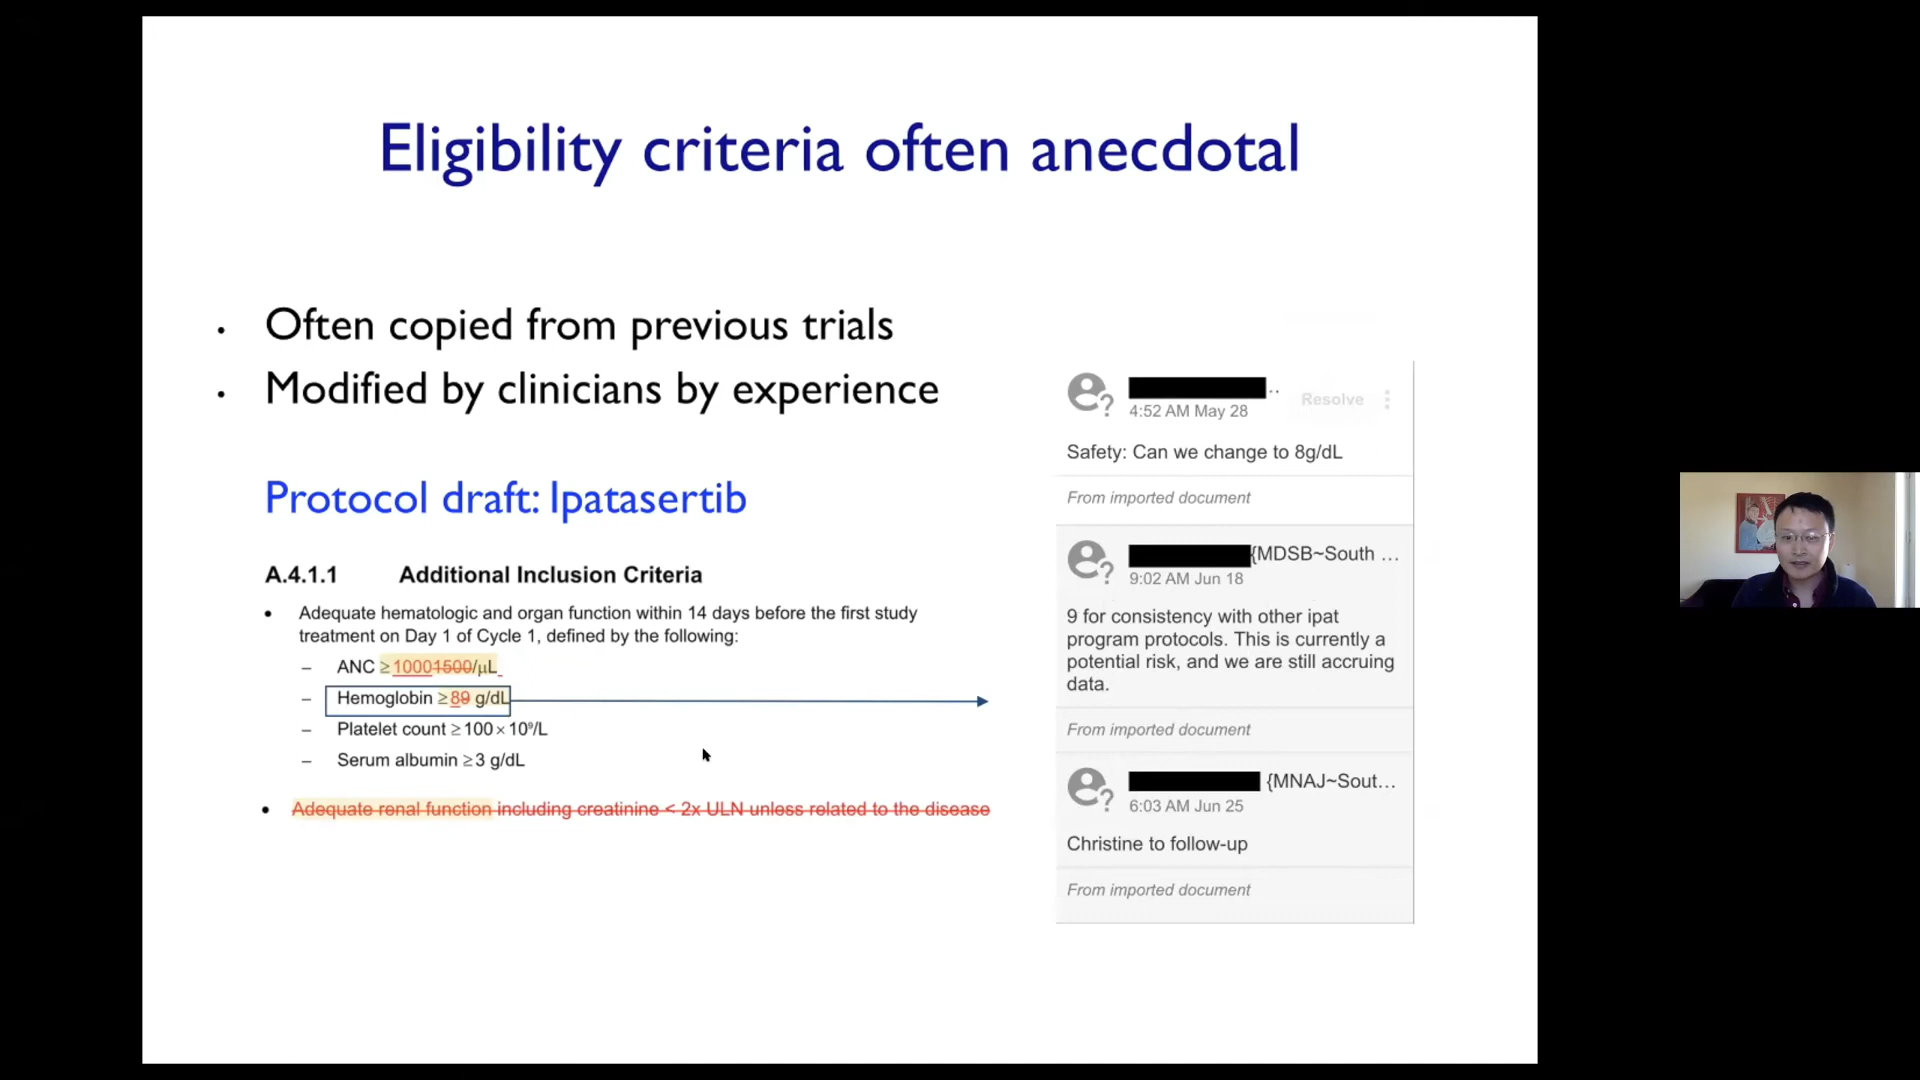 Eligibility criteria often anecdotal
• Often copied from previous trials
• Modified by clinicians by experience
Protocol draft: Ipatasertib
A.4.1.1 Additional Inclusion Criteria
• Adequate hematologic and organ function within 14 days before the first study
treatment on Day 1 of Cycle 1, defined by the following:
– ANC ≥10001500/μL
– Hemoglobin ≥89 g/dL
– Platelet count ≥100×10⁹/L
– Serum albumin ≥3 g/dL
• Adequate renal function including creatinine < 2x ULN unless related to the disease
..
Resolve
4:52 AM May 28
Safety: Can we change to 8g/dL
From imported document
{MDSB~South ...
9:02 AM Jun 18
9 for consistency with other ipat
program protocols. This is currently a
potential risk, and we are still accruing
data.
From imported document
{MNAJ~Sout...
6:03 AM Jun 25
Christine to follow-up
From imported document